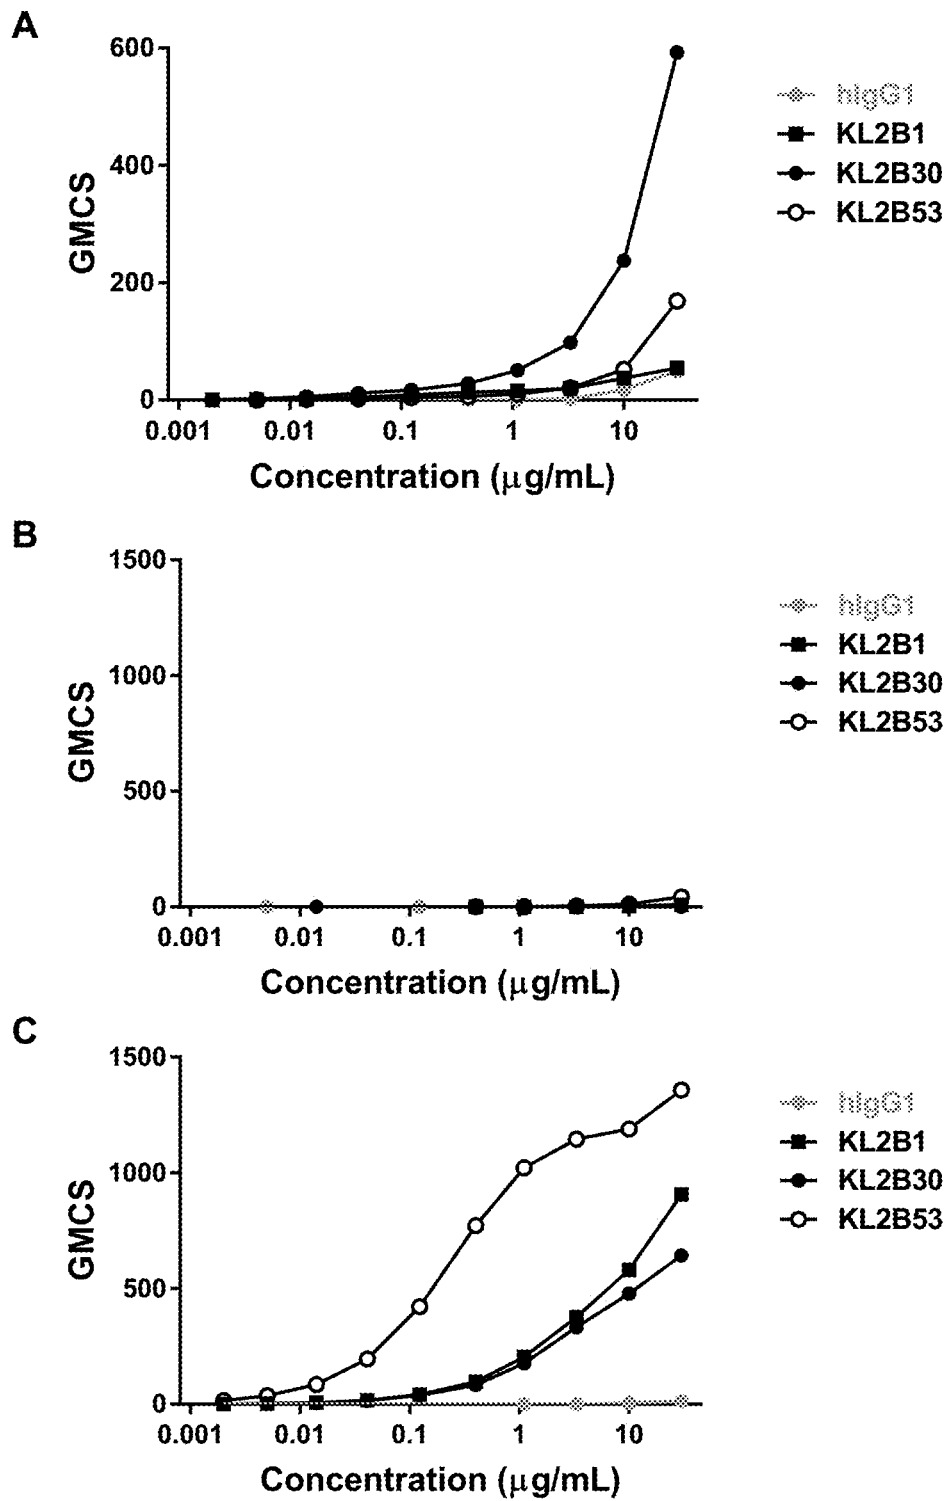 A
600
400
200
0
GMCS
0.001 0.01 0.1 1 10
Concentration (μg/mL)
hIgG1
KL2B1
KL2B30
KL2B53
B
1500
1000
500
0
GMCS
0.001 0.01 0.1 1 10
Concentration (μg/mL)
hIgG1
KL2B1
KL2B30
KL2B53
C
1500
1000
500
0
GMCS
0.001 0.01 0.1 1 10
Concentration (μg/mL)
hIgG1
KL2B1
KL2B30
KL2B53